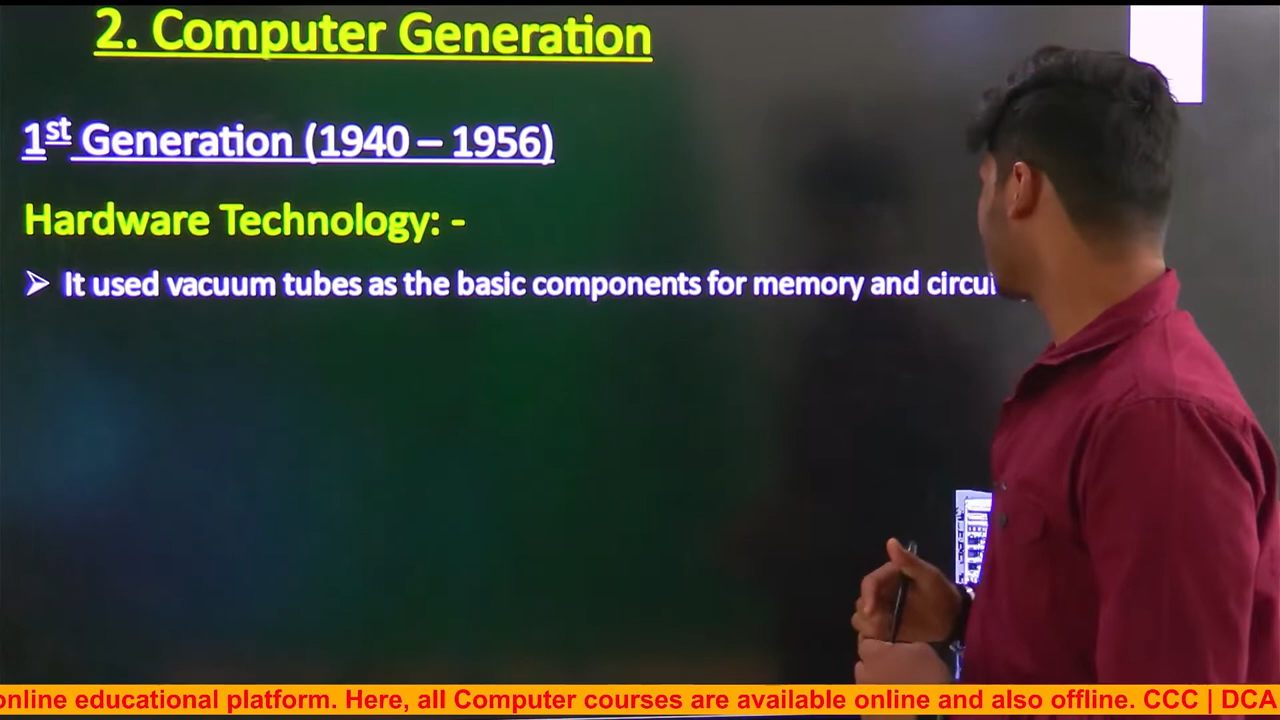 2. Computer Generation
1st Generation (1940 – 1956)
Hardware Technology: -
➢ It used vacuum tubes as the basic components for memory and
online educational platform. Here, all Computer courses are available online and also offline. CCC | DCA